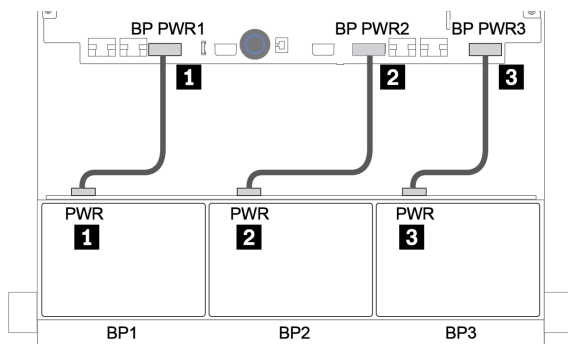 BP PWR1 BP PWR2 BP PWR3
1 2 3
PWR PWR PWR
1 2 3
BP1 BP2 BP3